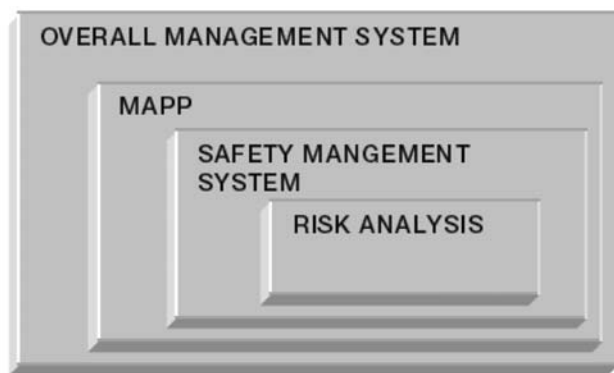 OVERALL MANAGEMENT SYSTEM
MAPP
SAFETY MANGEMENT
SYSTEM
RISK ANALYSIS